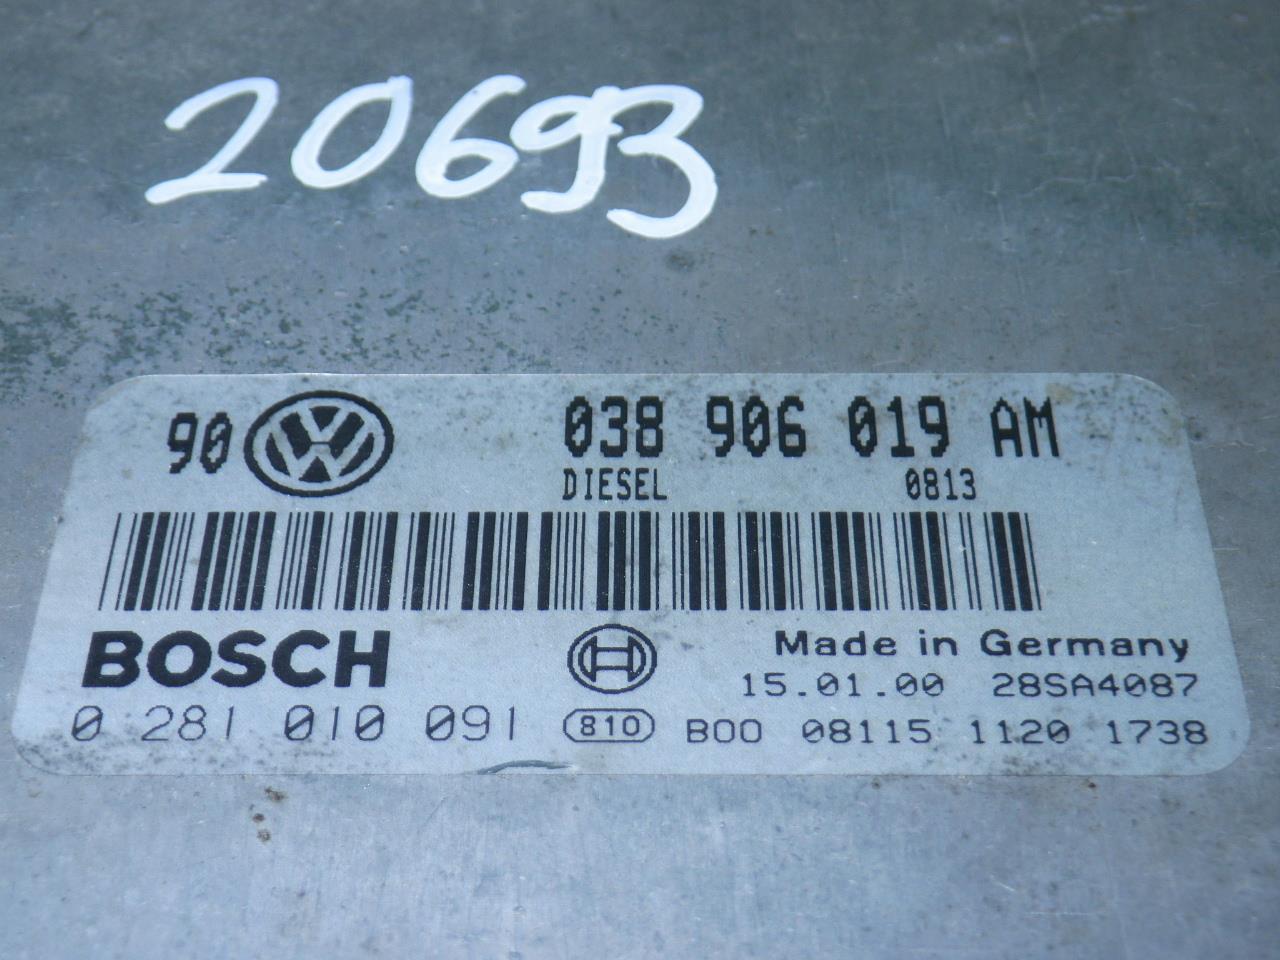 20693
90 VW 038 906 019 AM
DIESEL 0813
BOSCH Made in Germany
15.01.00 28SA4087
0 281 010 091 810 B00 08115 1120 1738